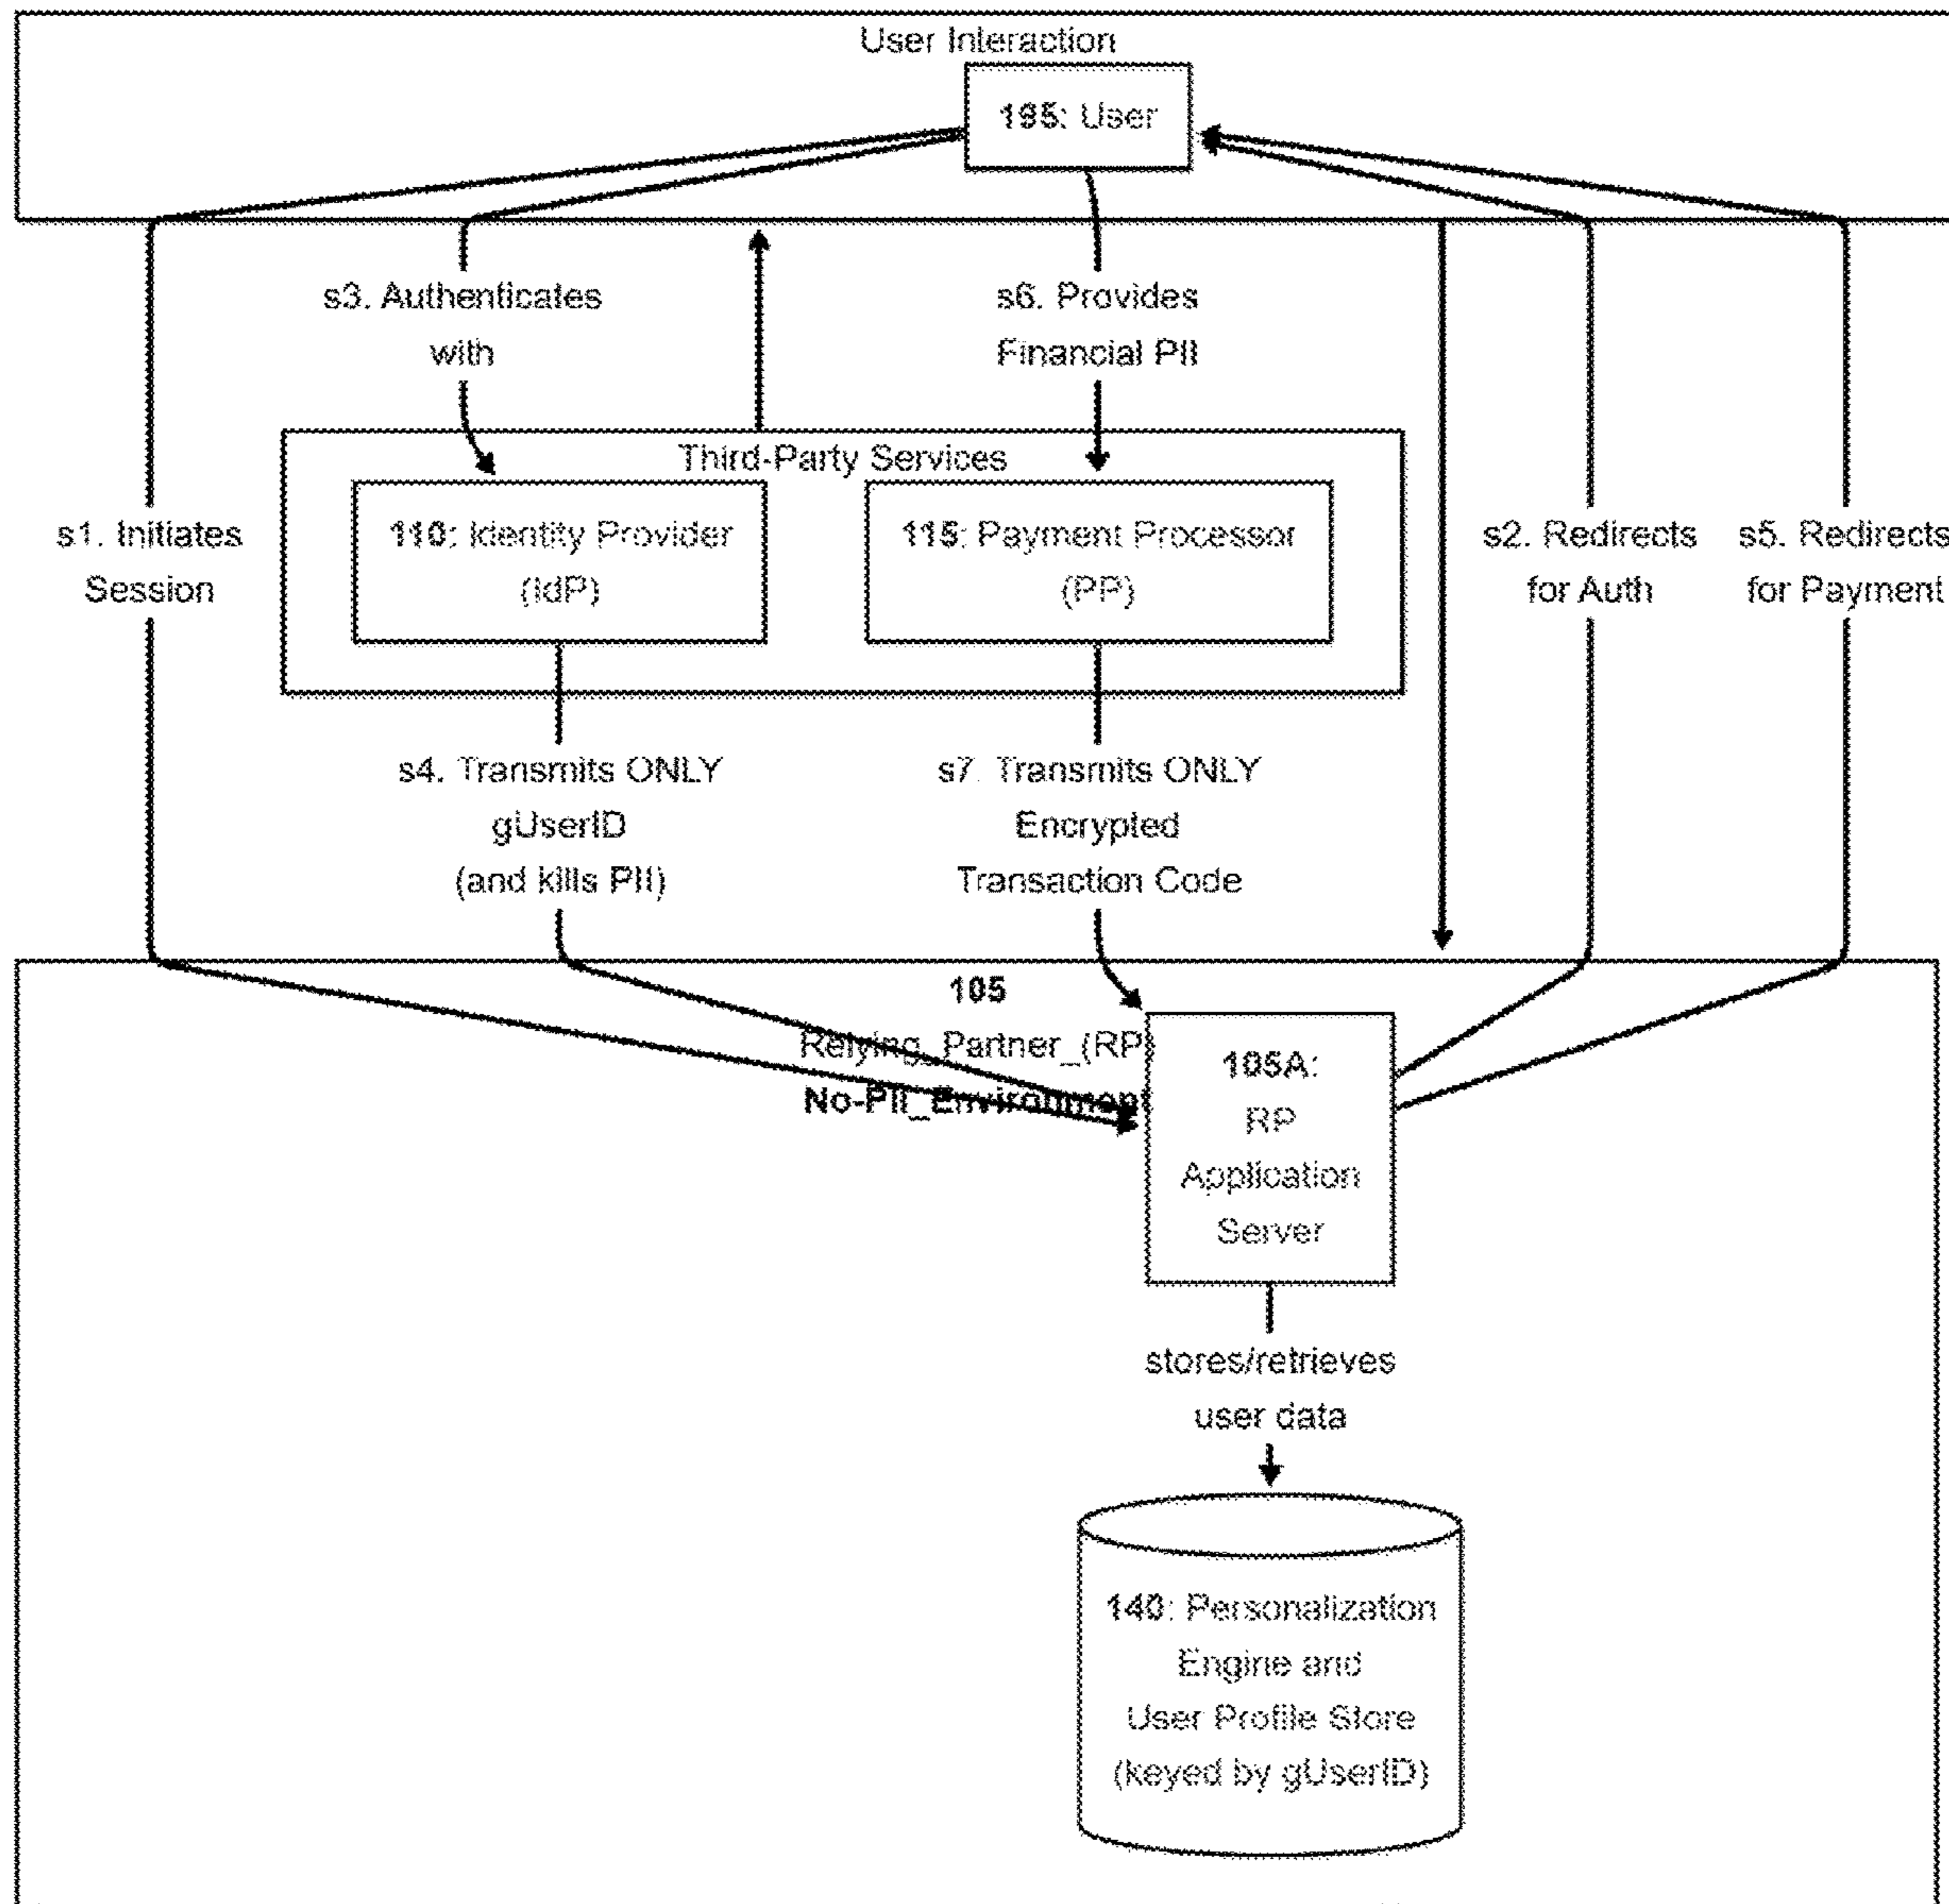 User Interaction
195: User
s3. Authenticates
with
s6. Provides
Financial PII
Third-Party Services
s1. Initiates
Session
110: Identity Provider
(IdP)
115: Payment Processor
(PP)
s2. Redirects
for Auth
s5. Redirects
for Payment
s4. Transmits ONLY
gUserID
(and kills PII)
s7. Transmits ONLY
Encrypted
Transaction Code
105
Relying_Partner_(RP)
No-PII_Environment
105A:
RP
Application
Server
stores/retrieves
user data
140: Personalization
Engine and
User Profile Store
(keyed by gUserID)